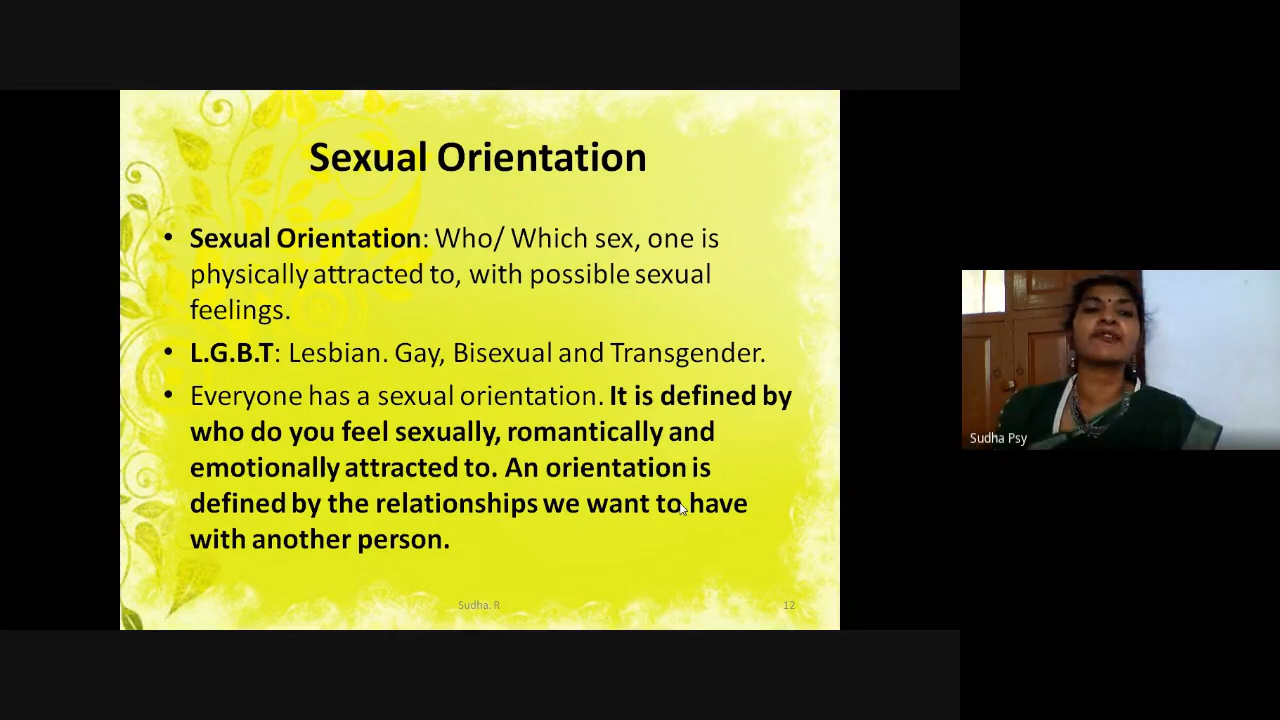 Sexual Orientation
• Sexual Orientation: Who/ Which sex, one is
physically attracted to, with possible sexual
feelings.
• L.G.B.T: Lesbian. Gay, Bisexual and Transgender.
• Everyone has a sexual orientation. It is defined by
who do you feel sexually, romantically and
emotionally attracted to. An orientation is
defined by the relationships we want to have
with another person.
Sudha. R
12
Sudha Psy